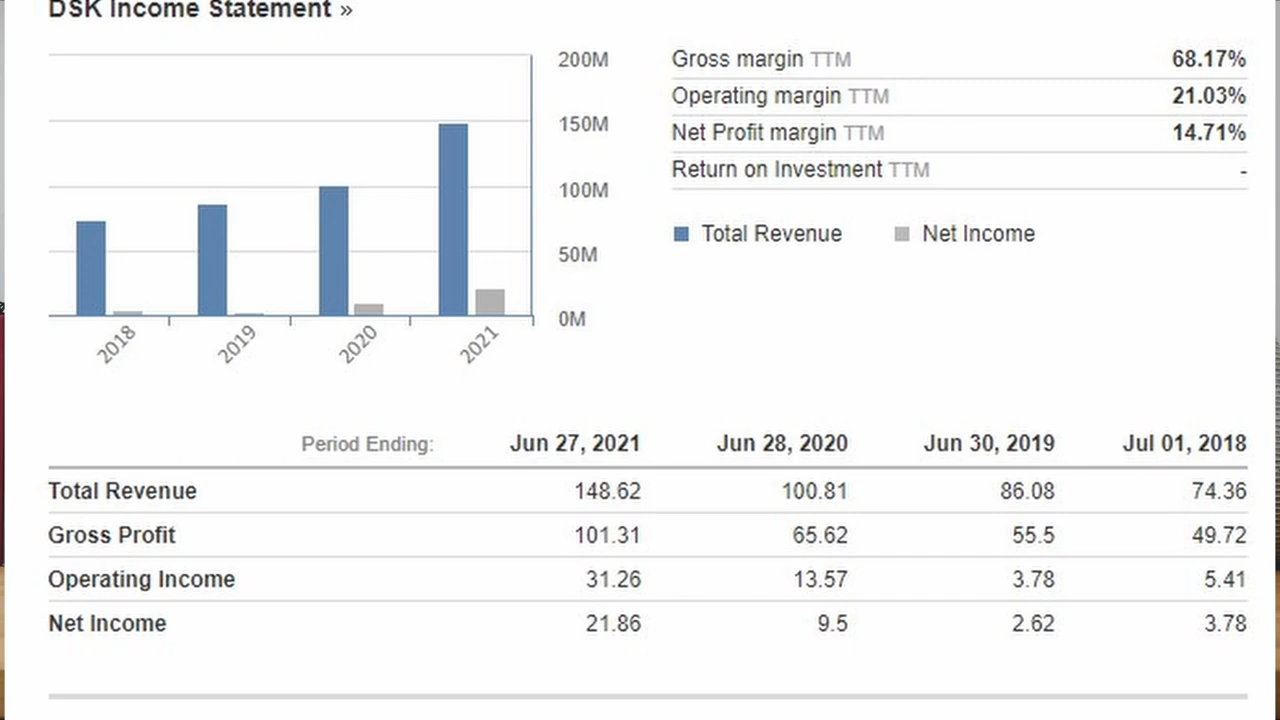 DSK Income Statement »
200M
150M
100M
50M
0M
2018 2019 2020 2021
Gross margin TTM 68.17%
Operating margin TTM 21.03%
Net Profit margin TTM 14.71%
Return on Investment TTM -
Total Revenue Net Income
Period Ending: Jun 27, 2021 Jun 28, 2020 Jun 30, 2019 Jul 01, 2018
Total Revenue 148.62 100.81 86.08 74.36
Gross Profit 101.31 65.62 55.5 49.72
Operating Income 31.26 13.57 3.78 5.41
Net Income 21.86 9.5 2.62 3.78